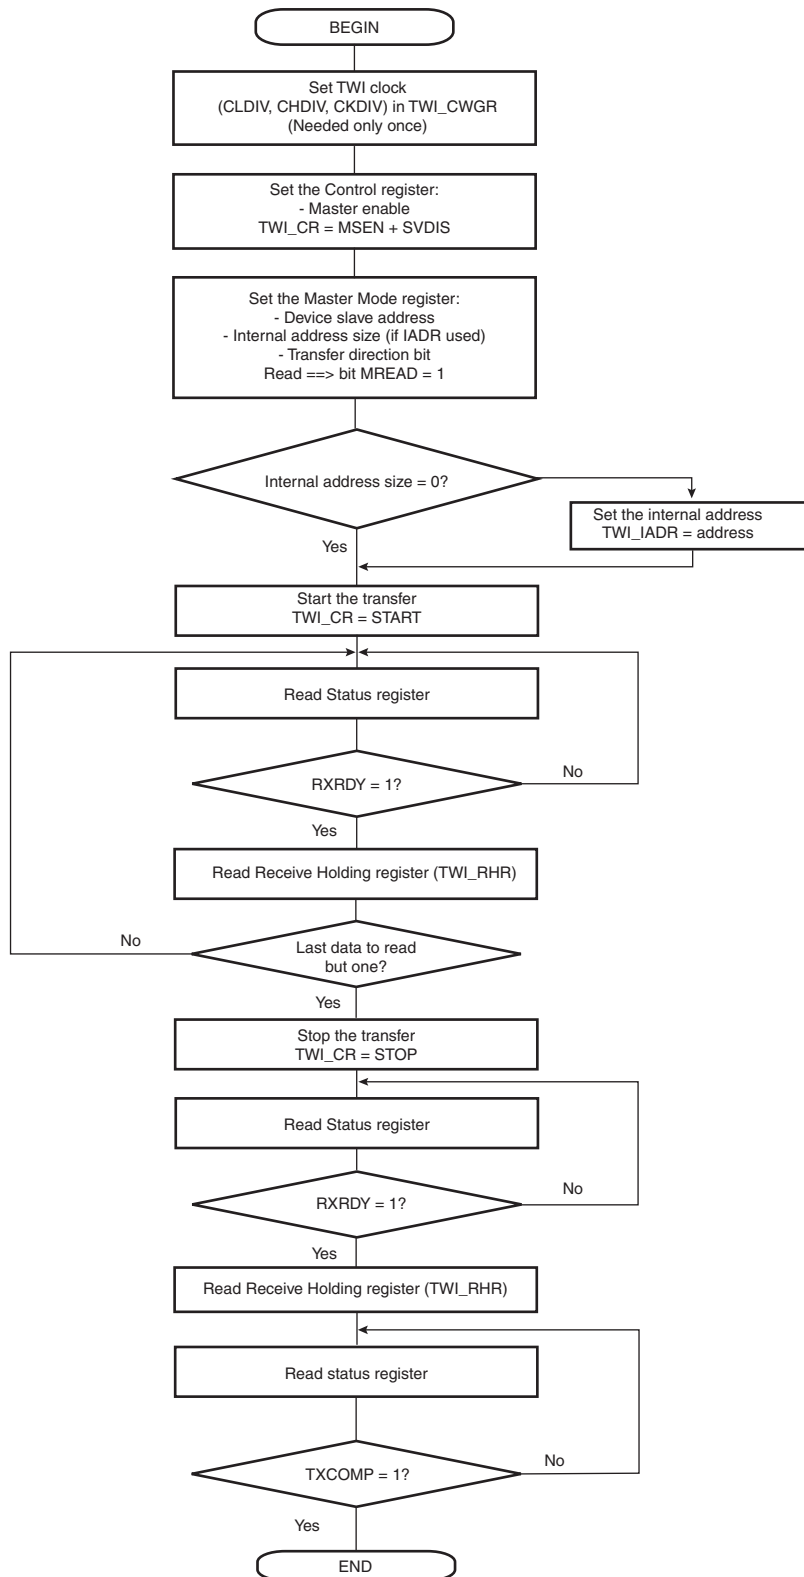 BEGIN
Set TWI clock
(CLDIV, CHDIV, CKDIV) in TWI_CWGR
(Needed only once)
Set the Control register:
- Master enable
TWI_CR = MSEN + SVDIS
Set the Master Mode register:
- Device slave address
- Internal address size (if IADR used)
- Transfer direction bit
Read ==> bit MREAD = 1
Internal address size = 0?
Set the internal address
TWI_IADR = address
Yes
Start the transfer
TWI_CR = START
Read Status register
RXRDY = 1?
No
Yes
Read Receive Holding register (TWI_RHR)
No
Last data to read
but one?
Yes
Stop the transfer
TWI_CR = STOP
Read Status register
RXRDY = 1?
No
Yes
Read Receive Holding register (TWI_RHR)
Read status register
TXCOMP = 1?
No
Yes
END